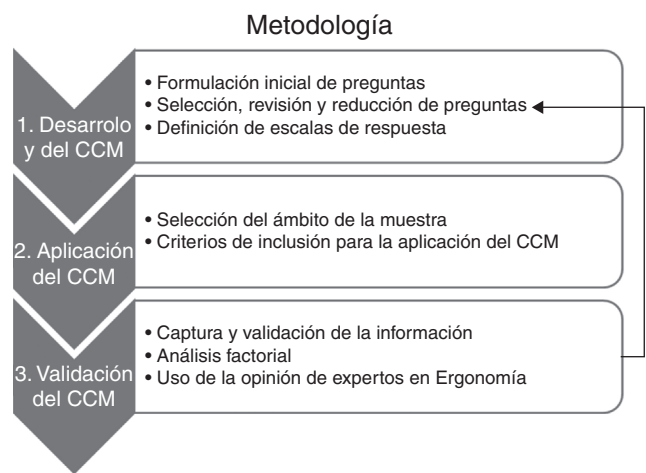 Metodología
1. Desarrolo
y del CCM
• Formulación inicial de preguntas
• Selección, revisión y reducción de preguntas
• Definición de escalas de respuesta
2. Aplicación
del CCM
• Selección del ámbito de la muestra
• Criterios de inclusión para la aplicación del CCM
3. Validación
del CCM
• Captura y validación de la información
• Análisis factorial
• Uso de la opinión de expertos en Ergonomía